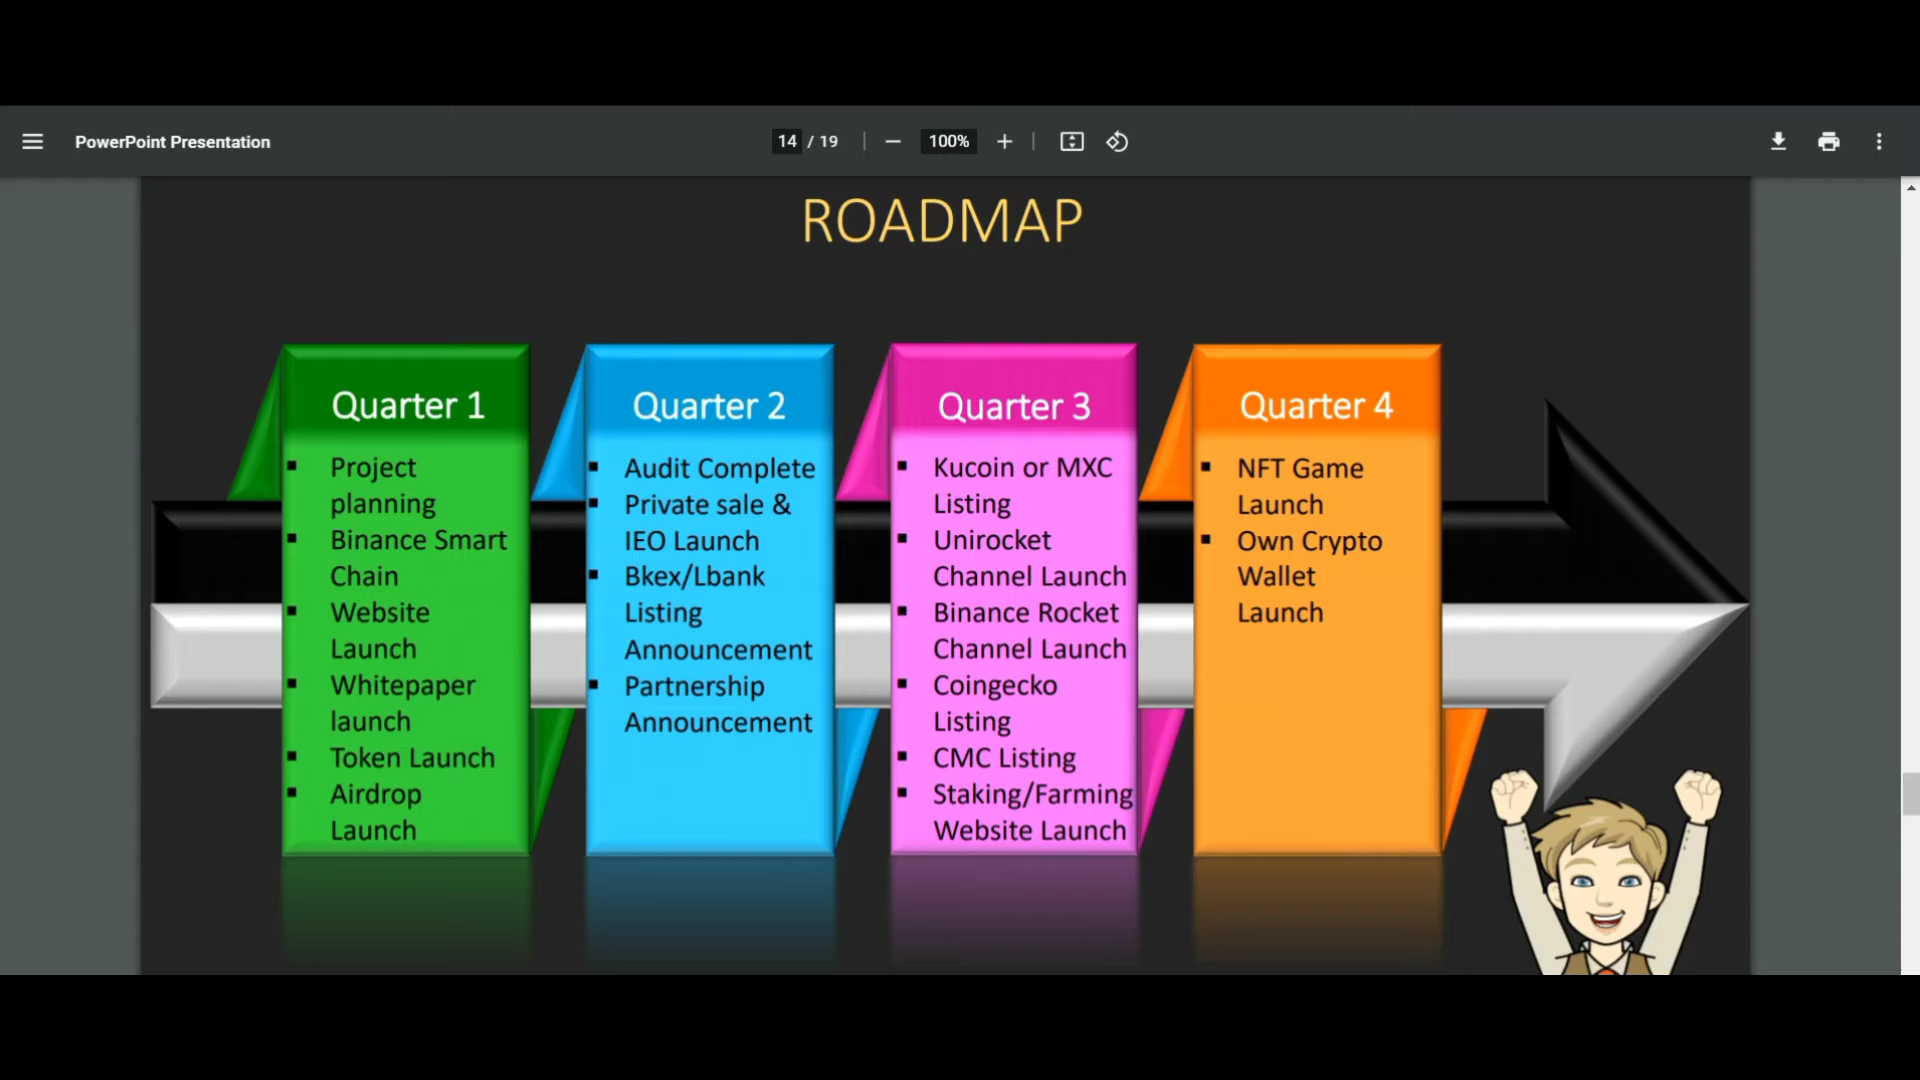 PowerPoint Presentation
14 / 19
100%
ROADMAP
Quarter 1
Project
planning
Binance Smart
Chain
Website
Launch
Whitepaper
launch
Token Launch
Airdrop
Launch
Quarter 2
Audit Complete
Private sale &
IEO Launch
Bkex/Lbank
Listing
Announcement
Partnership
Announcement
Quarter 3
Kucoin or MXC
Listing
Unirocket
Channel Launch
Binance Rocket
Channel Launch
Coingecko
Listing
CMC Listing
Staking/Farming
Website Launch
Quarter 4
NFT Game
Launch
Own Crypto
Wallet
Launch